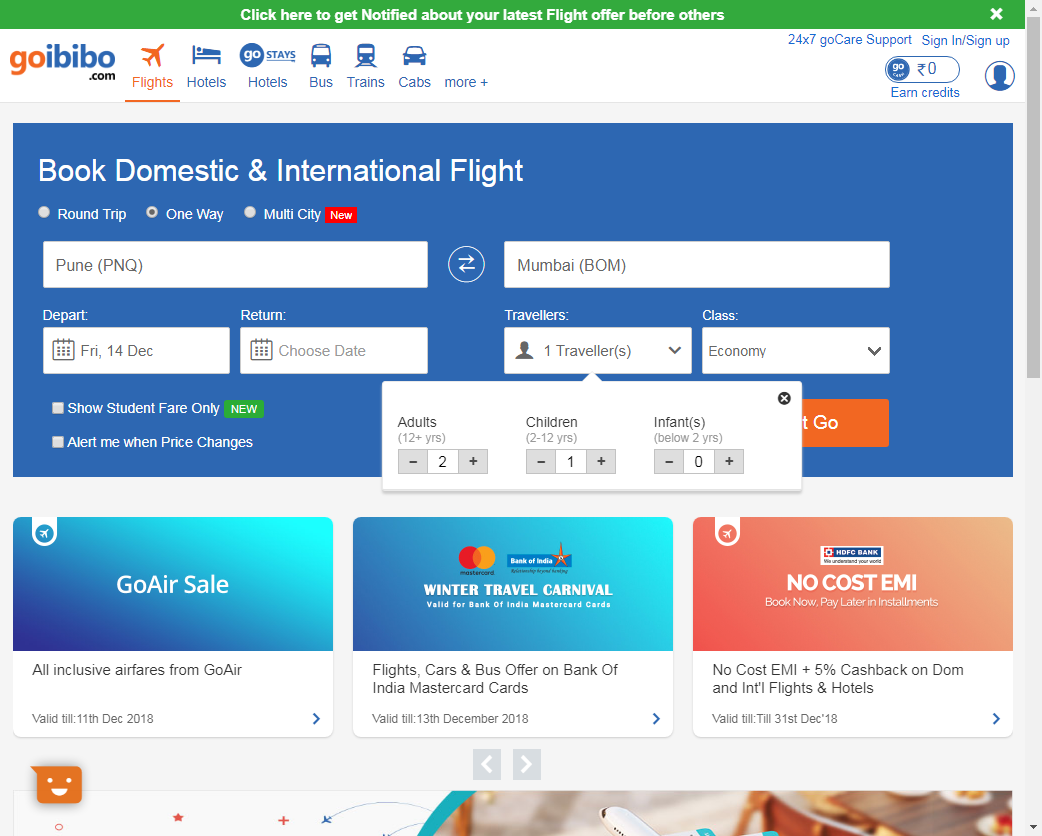 Click here to get Notified about your latest Flight offer before others
24x7 goCare Support Sign In/Sign up
goibibo
.com
Flights Hotels go STAYS Hotels Bus Trains Cabs more +
go
CASH
₹0
Earn credits
Book Domestic & International Flight
Round Trip One Way Multi City New
Pune (PNQ) Mumbai (BOM)
Depart: Return: Travellers: Class:
Fri, 14 Dec Choose Date 1 Traveller(s) Economy
Show Student Fare Only NEW
Alert me when Price Changes
t Go
Adults Children Infant(s)
(12+ yrs) (2-12 yrs) (below 2 yrs)
− 2 + − 1 + − 0 +
GoAir Sale
All inclusive airfares from GoAir
Valid till:11th Dec 2018
mastercard
Bank of India
Relationship beyond banking
WINTER TRAVEL CARNIVAL
Valid for Bank Of India Mastercard Cards
Flights, Cars & Bus Offer on Bank Of
India Mastercard Cards
Valid till:13th December 2018
HDFC BANK
We understand your world
NO COST EMI
Book Now, Pay Later in Installments
No Cost EMI + 5% Cashback on Dom
and Int'l Flights & Hotels
Valid till:Till 31st Dec'18